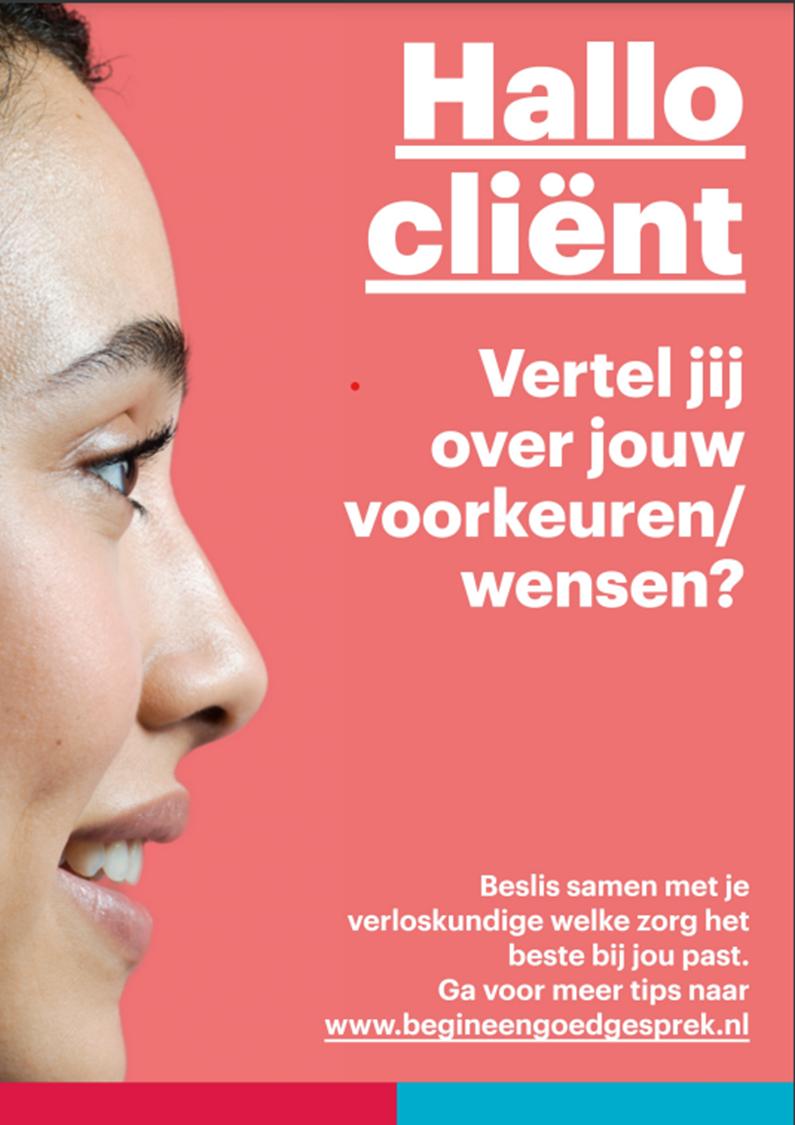 Hallo
cliënt
Vertel jij
over jouw
voorkeuren/
wensen?
Beslis samen met je
verloskundige welke zorg het
beste bij jou past.
Ga voor meer tips naar
www.begineengoedgesprek.nl